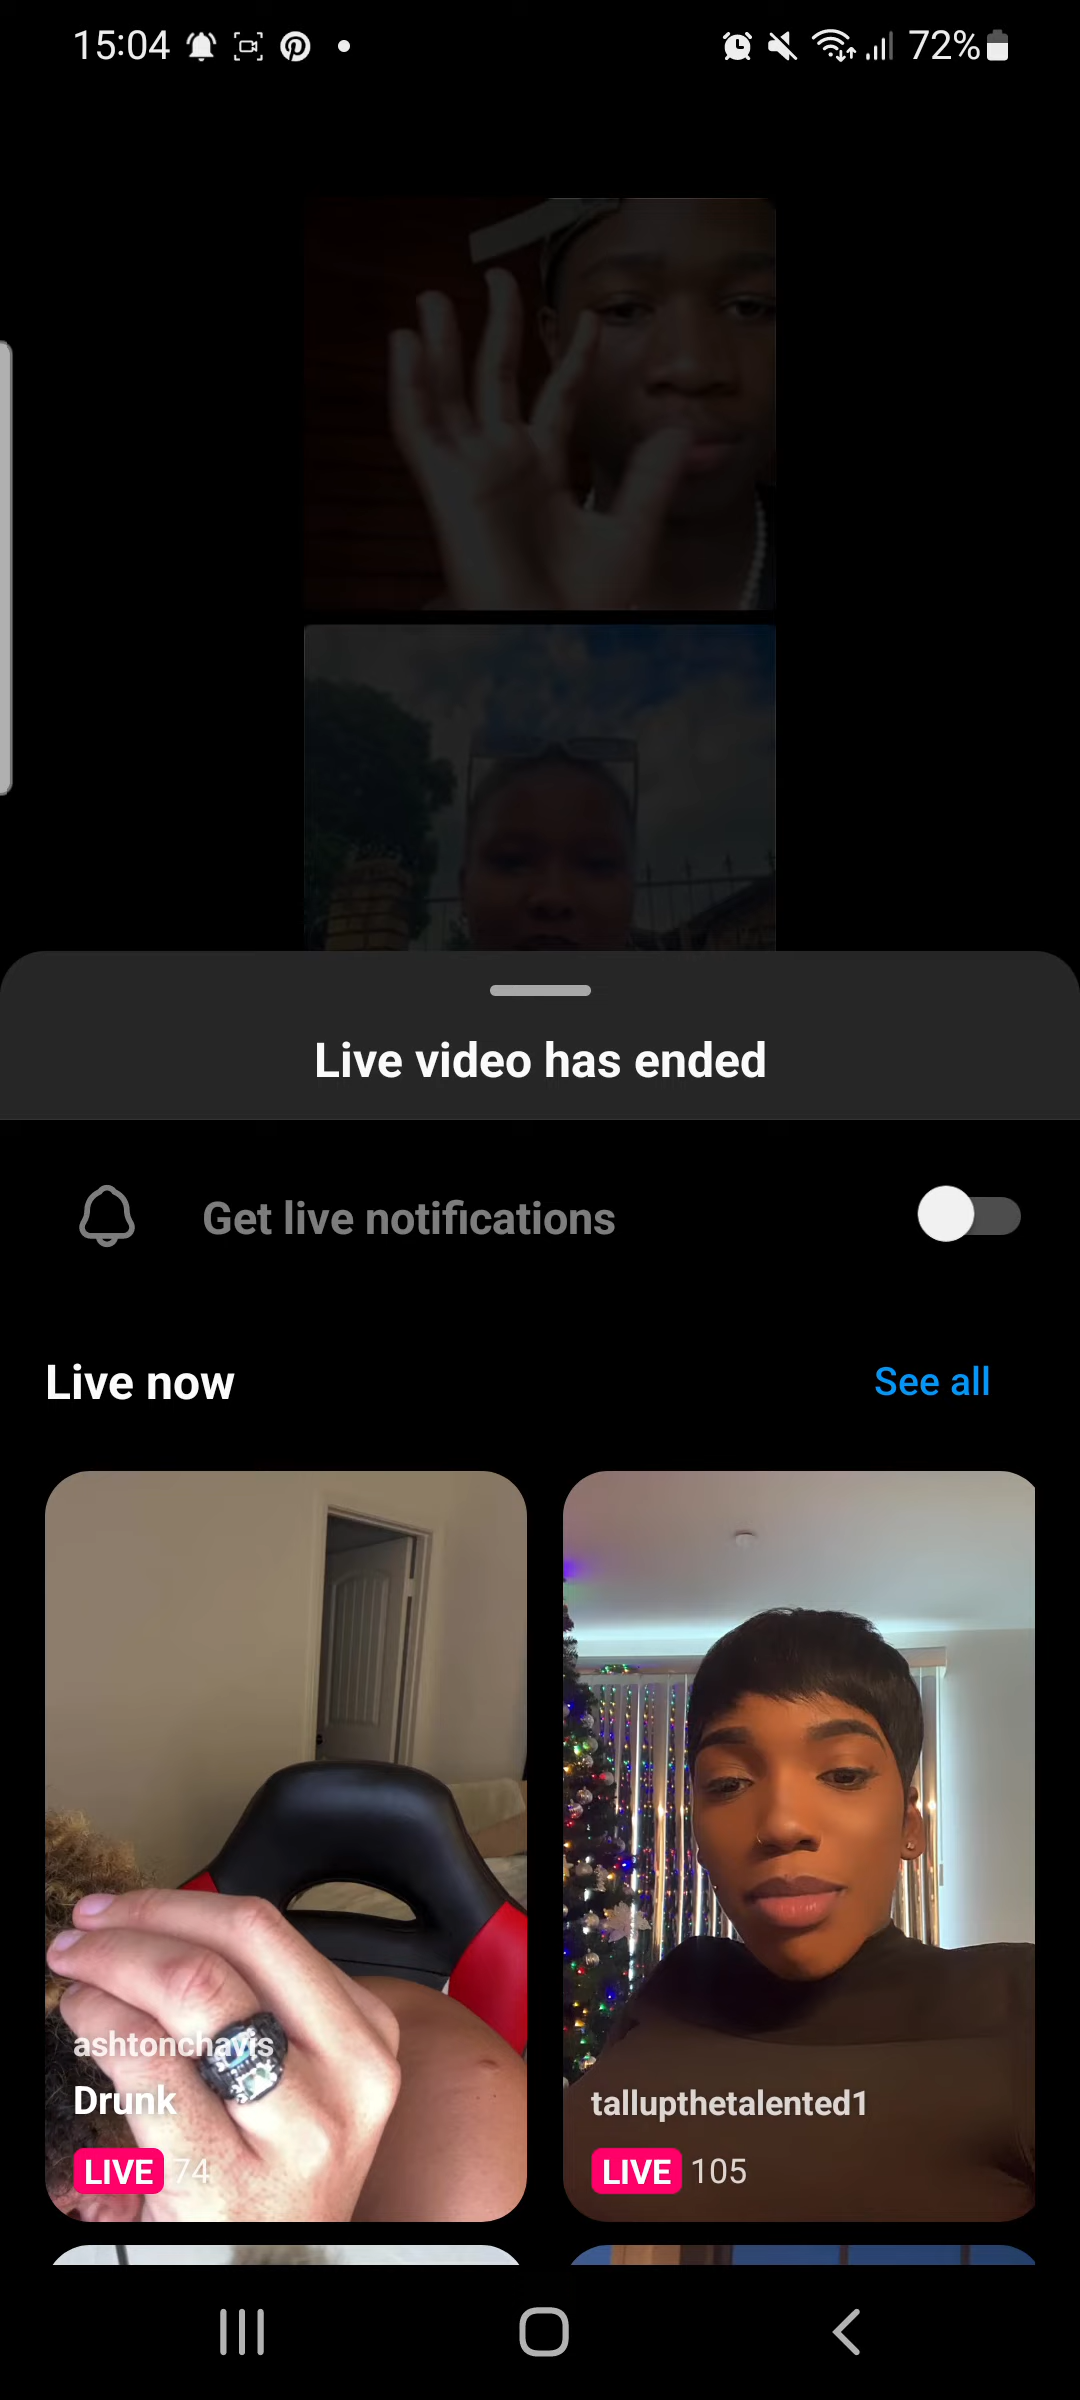 15:04
72%
Live video has ended
Get live notifications
Live now
See all
ashtonchavis
Drunk
LIVE 74
tallupthetalented1
LIVE 105